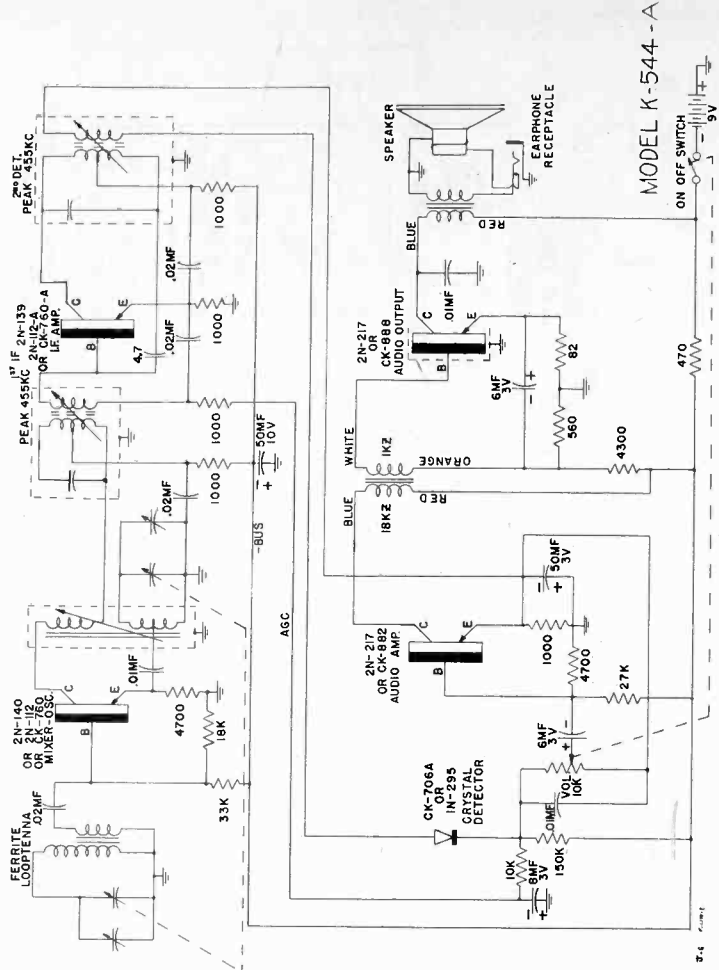 2ND DET.
PEAK 455KC
1000
.02MF
1ST IF 2N-139
2N-112-A
OR CK-760-A
I.F. AMP.
C
B
E
4.7
.02MF
1000
PEAK 455KC
1000
50MF
10V
+
1000
.02MF
-BUS
AGC
2N-140
OR 2N-112
OR CK-760
MIXER-OSC.
C
B
E
.01MF
4700
18K
33K
FERRITE
LOOPTENNA
.02MF
MODEL K-544-A
SPEAKER
EARPHONE
RECEPTACLE
BLUE
RED
.01MF
2N-217
OR
CK-888
AUDIO OUTPUT
C
B
E
6MF
3V
+
-
82
560
ON OFF SWITCH
-
+
9V
470
WHITE
1KZ
ORANGE
BLUE
18KZ
RED
4300
2N-217
OR CK-882
AUDIO AMP.
C
B
E
50MF
3V
-
+
1000
4700
27K
6MF
3V
-
+
CK-706A
OR
IN-295
CRYSTAL
DETECTOR
VOL
10K
.01MF
150K
10K
8MF
3V
-
+